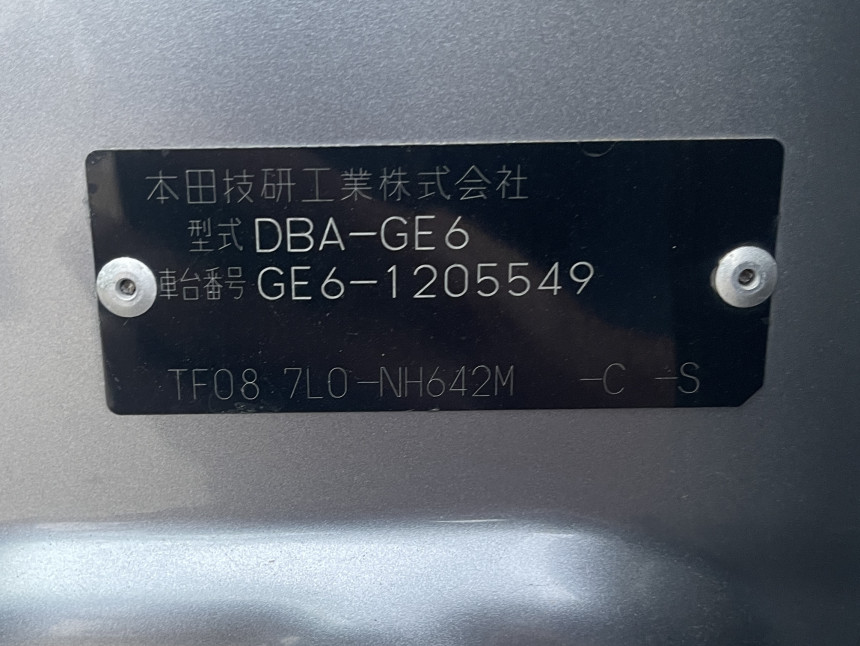 本田技研工業株式会社
型式 DBA-GE6
車台番号 GE6-1205549
TF08 7L0-NH642M -C -S